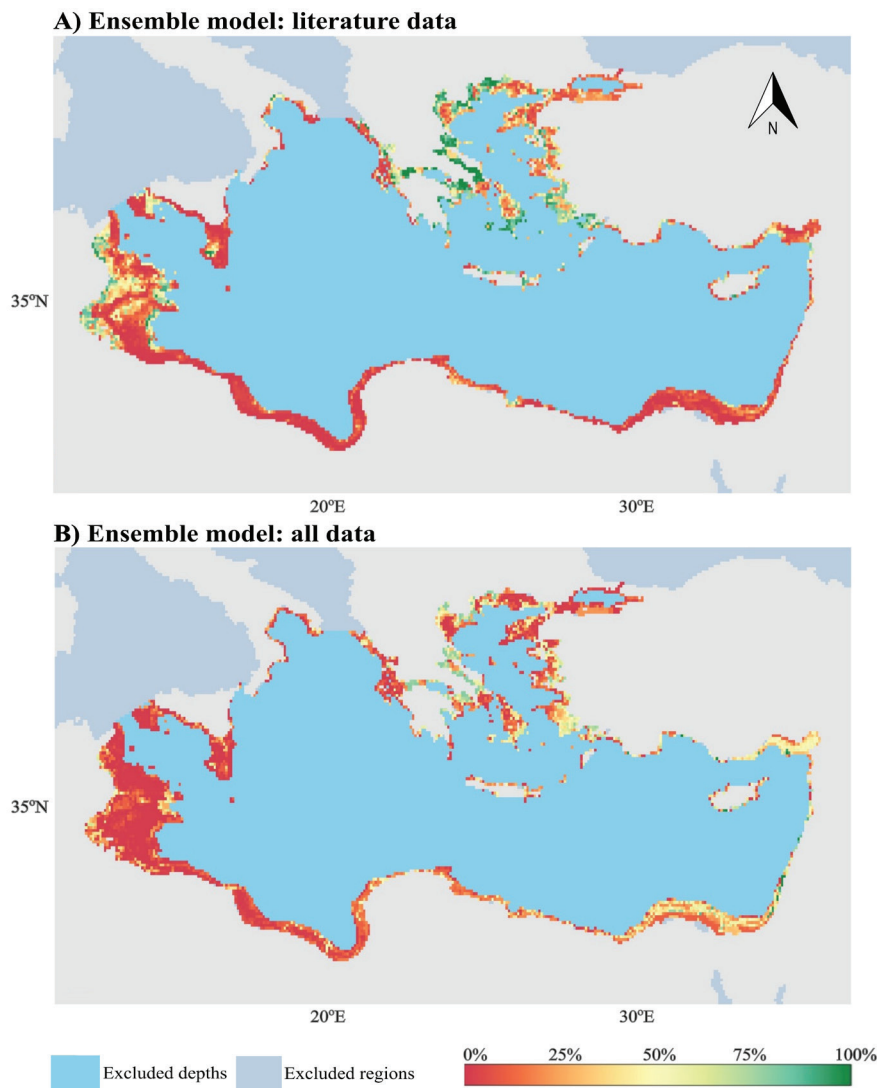 A) Ensemble model: literature data
N
35ºN
20ºE 30ºE
B) Ensemble model: all data
35ºN
20ºE 30ºE
0% 25% 50% 75% 100%
Excluded depths Excluded regions